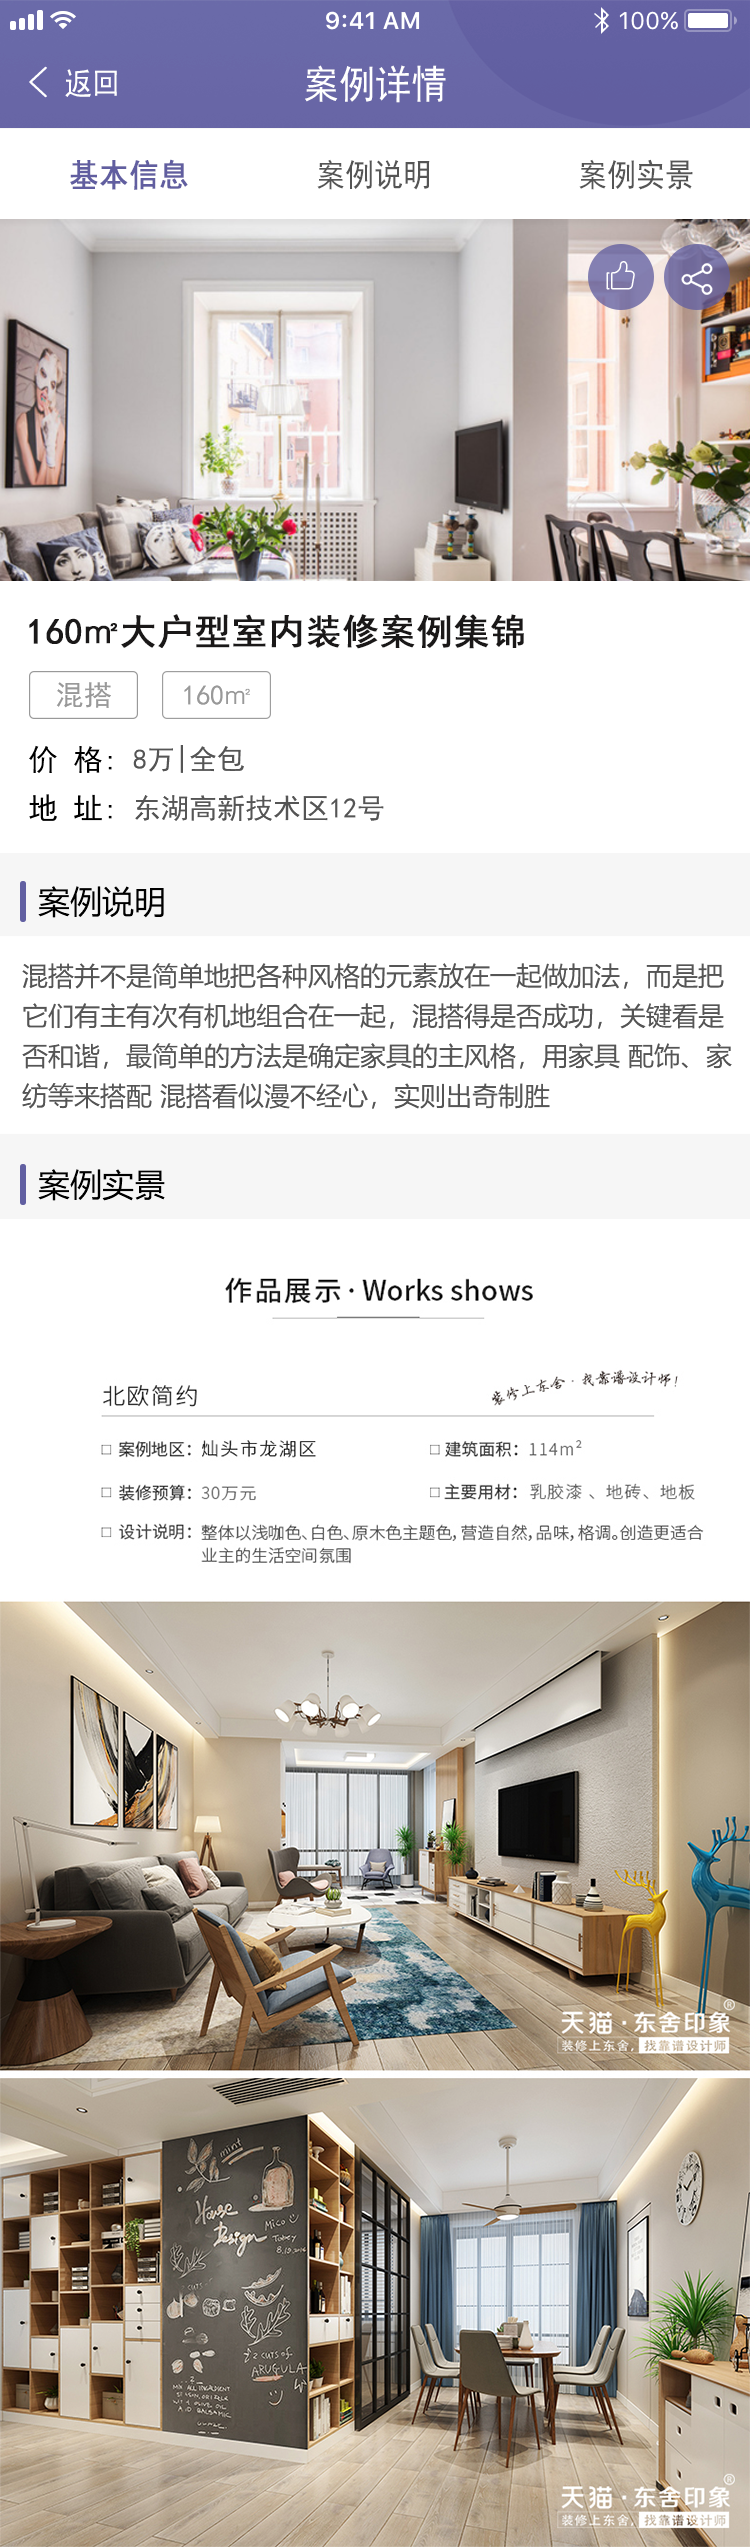 9:41 AM
100%
返回
案例详情
基本信息
案例说明
案例实景
160㎡大户型室内装修案例集锦
混搭
160㎡
价 格：8万|全包
地 址：东湖高新技术区12号
案例说明
混搭并不是简单地把各种风格的元素放在一起做加法，而是把
它们有主有次有机地组合在一起，混搭得是否成功，关键看是
否和谐，最简单的方法是确定家具的主风格，用家具 配饰、家
纺等来搭配 混搭看似漫不经心，实则出奇制胜
案例实景
作品展示·Works shows
北欧简约
装修上东舍·找靠谱设计师！
□ 案例地区：灿头市龙湖区
□ 建筑面积：114m²
□ 装修预算：30万元
□ 主要用材：乳胶漆 、地砖、地板
□ 设计说明：整体以浅咖色、白色、原木色主题色，营造自然，品味，格调。创造更适合
业主的生活空间氛围
天猫·东舍印象®
装修上东舍，找靠谱设计师
mint
House
Design
Mico
Turkey
2 cuts of
2 cuts of
ARUGULA
天猫·东舍印象®
装修上东舍，找靠谱设计师